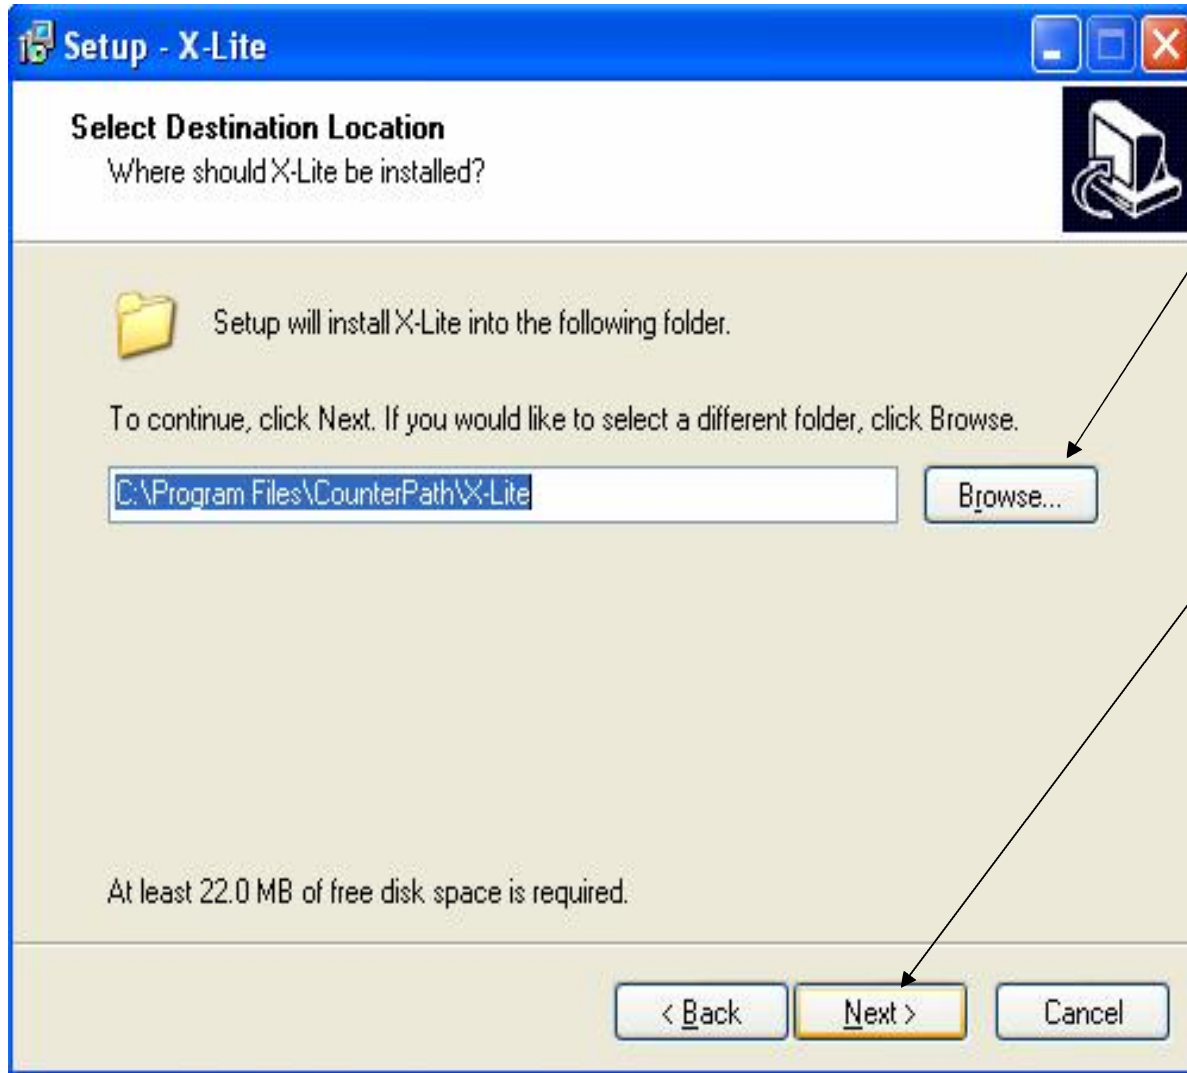 Setup - X-Lite
Select Destination Location
Where should X-Lite be installed?
Setup will install X-Lite into the following folder.
To continue, click Next. If you would like to select a different folder, click Browse.
C:\Program Files\CounterPath\X-Lite
Browse...
At least 22.0 MB of free disk space is required.
< Back
Next >
Cancel